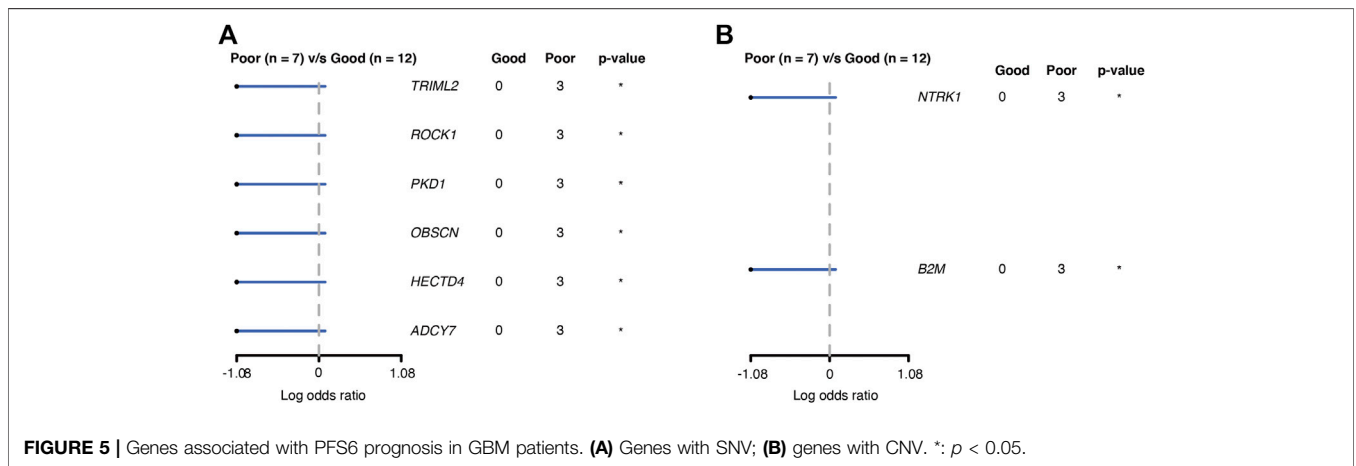 A
Poor (n = 7) v/s Good (n = 12) Good Poor p-value
TRIML2 0 3 *
ROCK1 0 3 *
PKD1 0 3 *
OBSCN 0 3 *
HECTD4 0 3 *
ADCY7 0 3 *
-1.08 0 1.08
Log odds ratio
B
Poor (n = 7) v/s Good (n = 12)
Good Poor p-value
NTRK1 0 3 *
B2M 0 3 *
-1.08 0 1.08
Log odds ratio
FIGURE 5 | Genes associated with PFS6 prognosis in GBM patients. (A) Genes with SNV; (B) genes with CNV. *: p < 0.05.